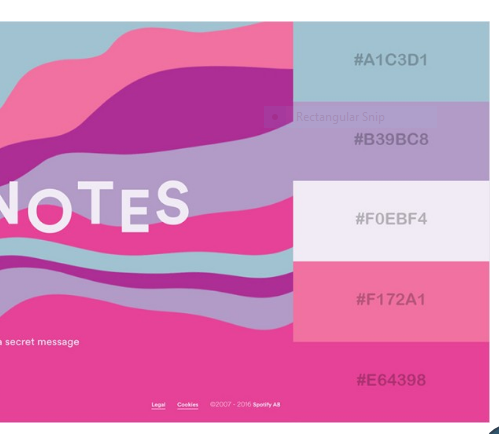 #A1C3D1
Rectangular Snip
#B39BC8
NOTES
#F0EBF4
#F172A1
a secret message
#E64398
Legal Cookies ©2007 - 2016 Spotify AB